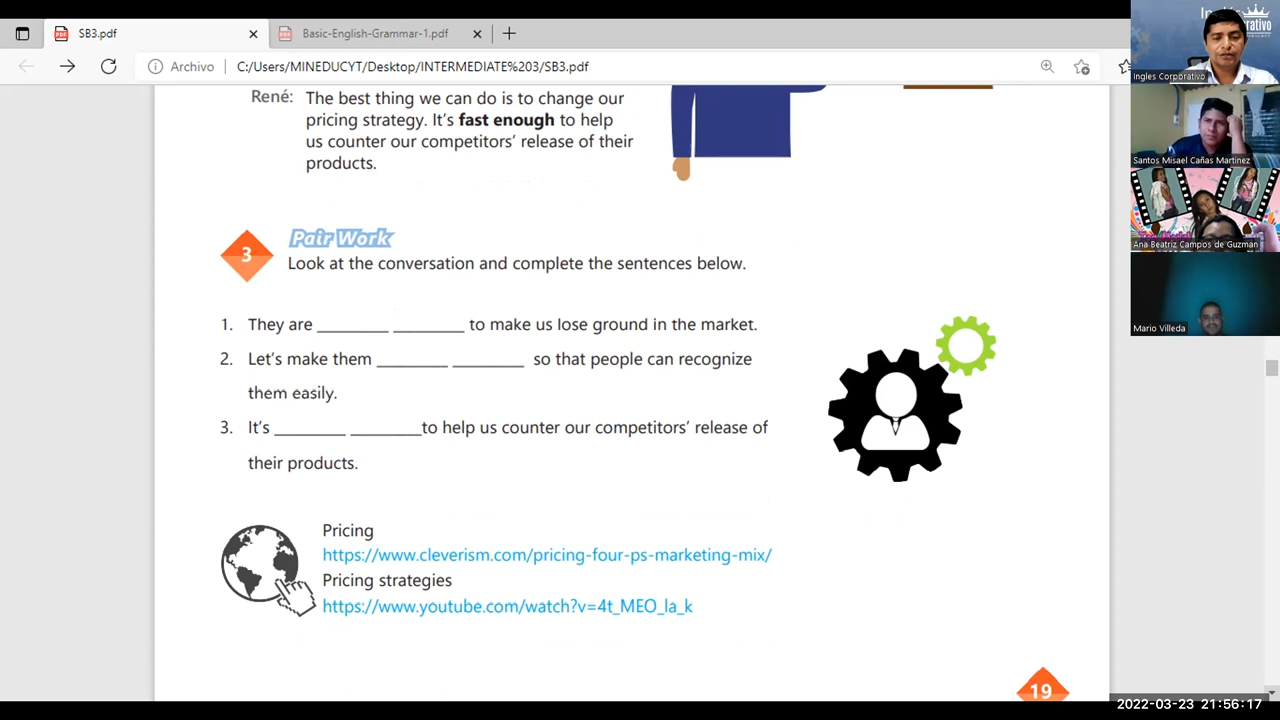 SB3.pdf
Basic-English-Grammar-1.pdf
Archivo
C:/Users/MINEDUCYT/Desktop/INTERMEDIATE%203/SB3.pdf
René: The best thing we can do is to change our
pricing strategy. It's fast enough to help
us counter our competitors' release of their
products.
3
Pair Work
Look at the conversation and complete the sentences below.
1. They are ________ ________ to make us lose ground in the market.
2. Let's make them ________ ________ so that people can recognize
them easily.
3. It's ________ ________to help us counter our competitors' release of
their products.
Pricing
https://www.cleverism.com/pricing-four-ps-marketing-mix/
Pricing strategies
https://www.youtube.com/watch?v=4t_MEO_la_k
19
Ingles Corporativo
Santos Misael Cañas Martinez
Ana Beatriz Campos de Guzmán
Mario Villeda
2022-03-23 21:56:17